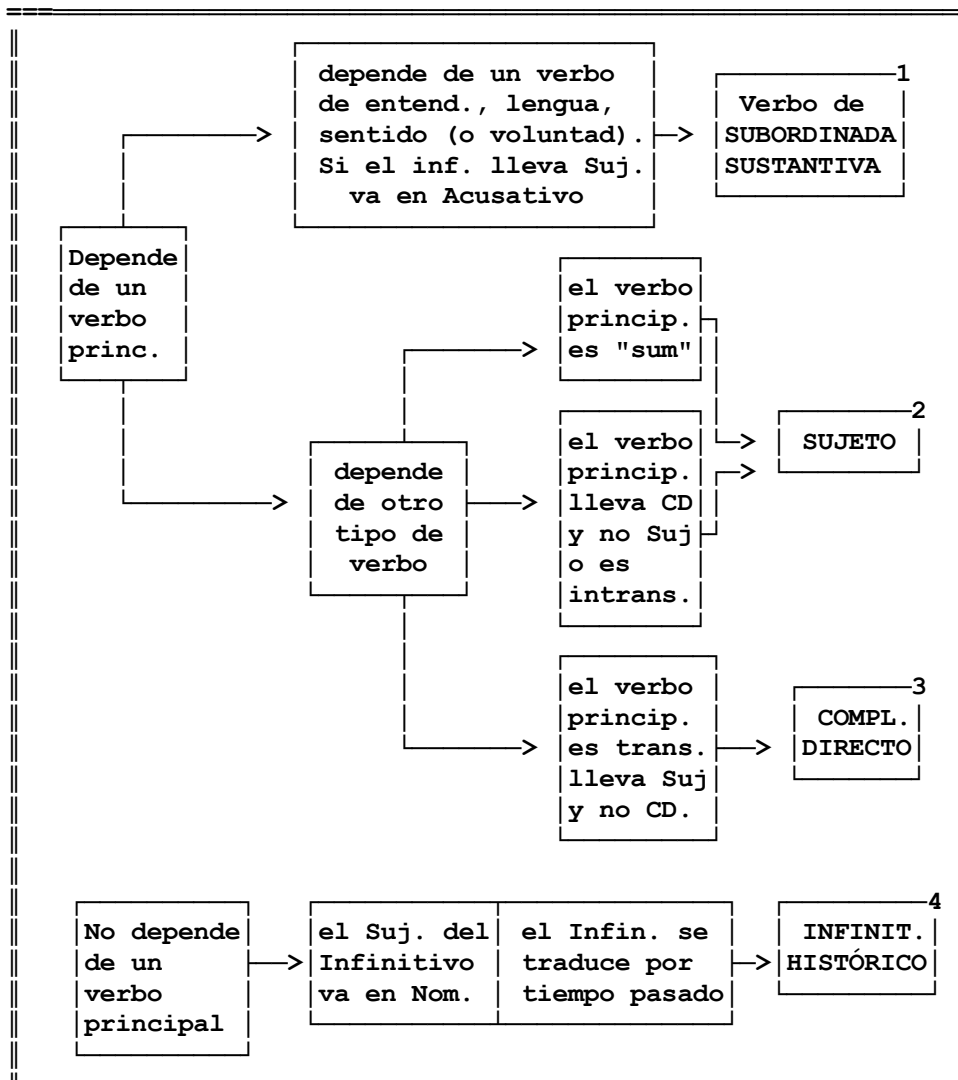 depende de un verbo
de entend., lengua,
sentido (o voluntad).
Si el inf. lleva Suj.
va en Acusativo
1
Verbo de
SUBORDINADA
SUSTANTIVA
Depende
de un
verbo
princ.
el verbo
princip.
es "sum"
2
SUJETO
depende
de otro
tipo de
verbo
el verbo
princip.
lleva CD
y no Suj
o es
intrans.
el verbo
princip.
es trans.
lleva Suj
y no CD.
3
COMPL.
DIRECTO
No depende
de un
verbo
principal
el Suj. del
Infinitivo
va en Nom.
el Infin. se
traduce por
tiempo pasado
4
INFINIT.
HISTÓRICO